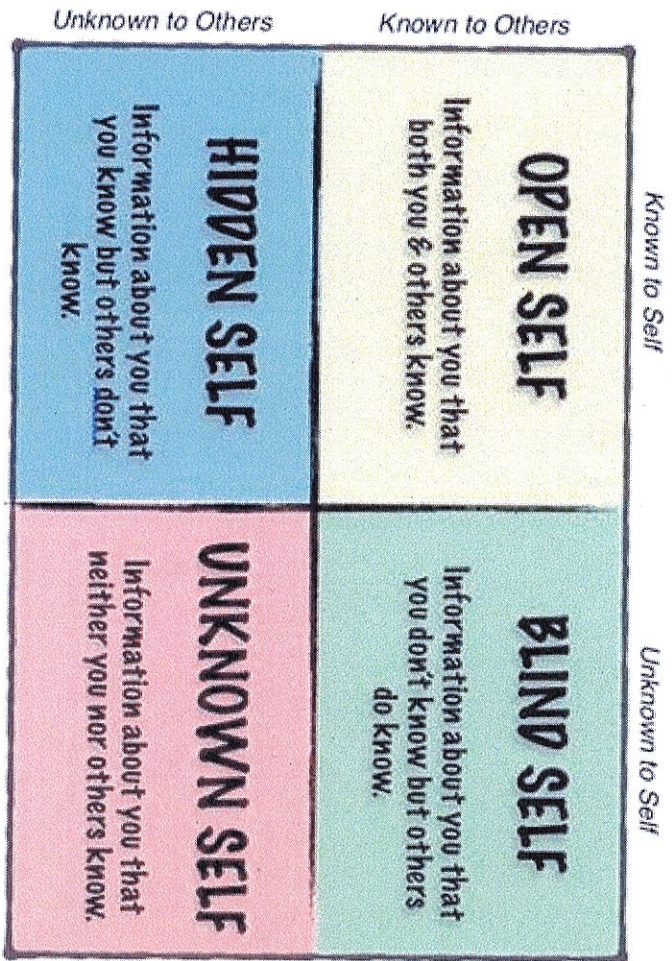 Known to Self
Unknown to Self
Known to Others
OPEN SELF
Information about you that
both you & others know.
BLIND SELF
Information about you that
you don't know but others
do know.
Unknown to Others
HIDDEN SELF
Information about you that
you know but others don't
know.
UNKNOWN SELF
Information about you that
neither you nor others know.